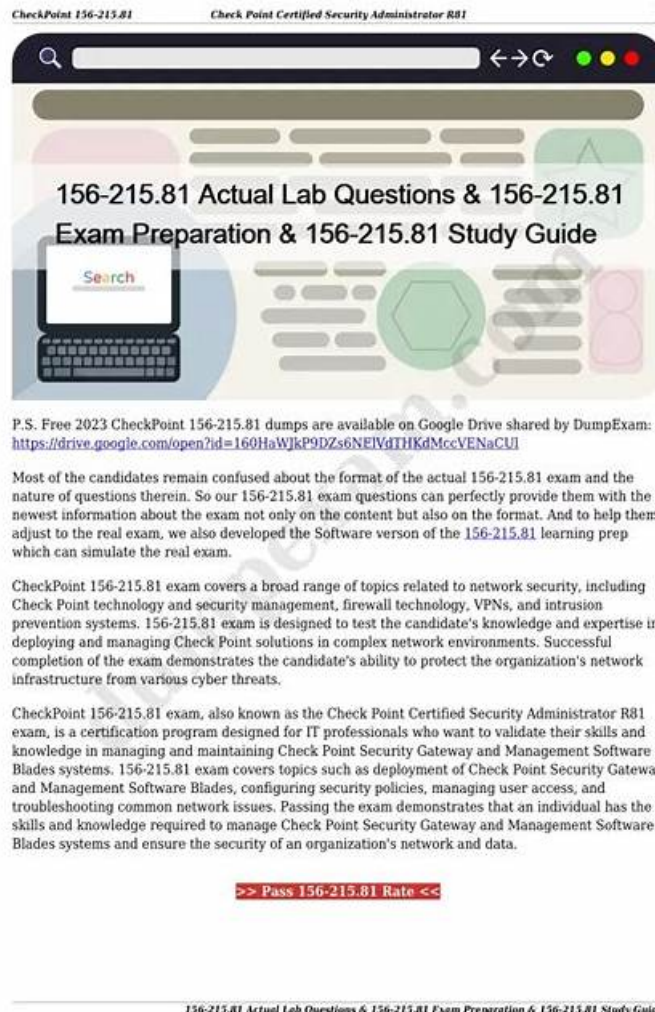 CheckPoint 156-215.81 Check Point Certified Security Administrator R81
156-215.81 Actual Lab Questions & 156-215.81
Exam Preparation & 156-215.81 Study Guide
Search
P.S. Free 2023 CheckPoint 156-215.81 dumps are available on Google Drive shared by DumpExam:
https://drive.google.com/open?id=160HaWJkP9DZs6NElVdTHKdMccVENaCUl
Most of the candidates remain confused about the format of the actual 156-215.81 exam and the
nature of questions therein. So our 156-215.81 exam questions can perfectly provide them with the
newest information about the exam not only on the content but also on the format. And to help them
adjust to the real exam, we also developed the Software verson of the 156-215.81 learning prep
which can simulate the real exam.
CheckPoint 156-215.81 exam covers a broad range of topics related to network security, including
Check Point technology and security management, firewall technology, VPNs, and intrusion
prevention systems. 156-215.81 exam is designed to test the candidate's knowledge and expertise in
deploying and managing Check Point solutions in complex network environments. Successful
completion of the exam demonstrates the candidate's ability to protect the organization's network
infrastructure from various cyber threats.
CheckPoint 156-215.81 exam, also known as the Check Point Certified Security Administrator R81
exam, is a certification program designed for IT professionals who want to validate their skills and
knowledge in managing and maintaining Check Point Security Gateway and Management Software
Blades systems. 156-215.81 exam covers topics such as deployment of Check Point Security Gatewa
and Management Software Blades, configuring security policies, managing user access, and
troubleshooting common network issues. Passing the exam demonstrates that an individual has the
skills and knowledge required to manage Check Point Security Gateway and Management Software
Blades systems and ensure the security of an organization's network and data.
>> Pass 156-215.81 Rate <<
156-215.81 Actual Lab Questions & 156-215.81 Exam Preparation & 156-215.81 Study Guid